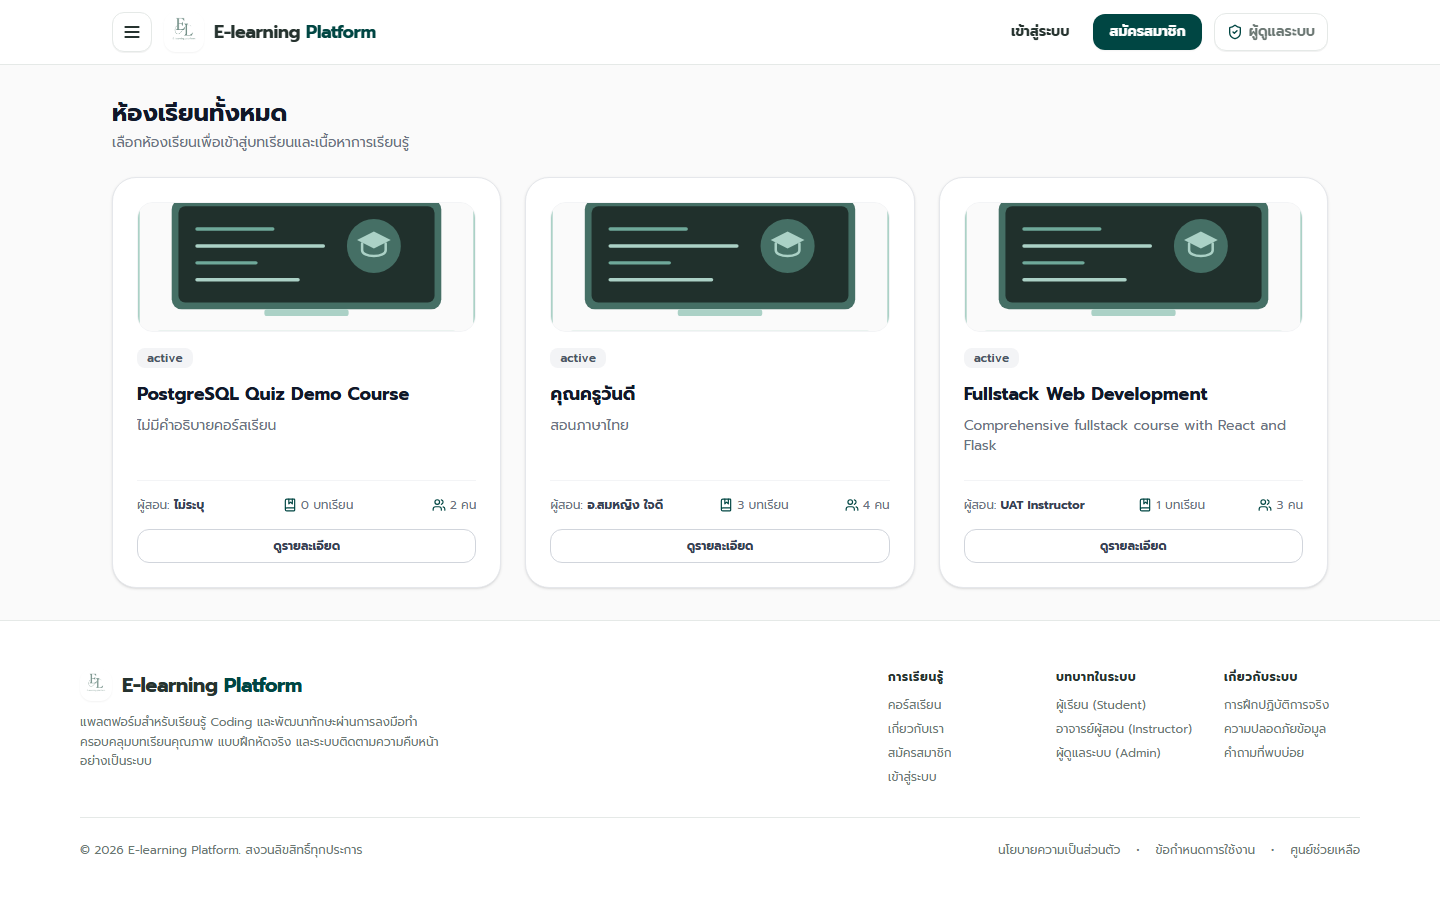 E-learning Platform
เข้าสู่ระบบ
สมัครสมาชิก
ผู้ดูแลระบบ
ห้องเรียนทั้งหมด
เลือกห้องเรียนเพื่อเข้าสู่บทเรียนและเนื้อหาการเรียนรู้
active
PostgreSQL Quiz Demo Course
ไม่มีคำอธิบายคอร์สเรียน
ผู้สอน: ไม่ระบุ
0 บทเรียน
2 คน
ดูรายละเอียด
active
คุณครูวันดี
สอนภาษาไทย
ผู้สอน: อ.สมหญิง ใจดี
3 บทเรียน
4 คน
ดูรายละเอียด
active
Fullstack Web Development
Comprehensive fullstack course with React and
Flask
ผู้สอน: UAT Instructor
1 บทเรียน
3 คน
ดูรายละเอียด
EL
E-learning Platform
แพลตฟอร์มสำหรับเรียนรู้ Coding และพัฒนาทักษะผ่านการลงมือทำ
ครอบคลุมบทเรียนคุณภาพ แบบฝึกหัดจริง และระบบติดตามความคืบหน้า
อย่างเป็นระบบ
การเรียนรู้
คอร์สเรียน
เกี่ยวกับเรา
สมัครสมาชิก
เข้าสู่ระบบ
บทบาทในระบบ
ผู้เรียน (Student)
อาจารย์ผู้สอน (Instructor)
ผู้ดูแลระบบ (Admin)
เกี่ยวกับระบบ
การฝึกปฏิบัติการจริง
ความปลอดภัยข้อมูล
คำถามที่พบบ่อย
© 2026 E-learning Platform. สงวนลิขสิทธิ์ทุกประการ
นโยบายความเป็นส่วนตัว • ข้อกำหนดการใช้งาน • ศูนย์ช่วยเหลือ